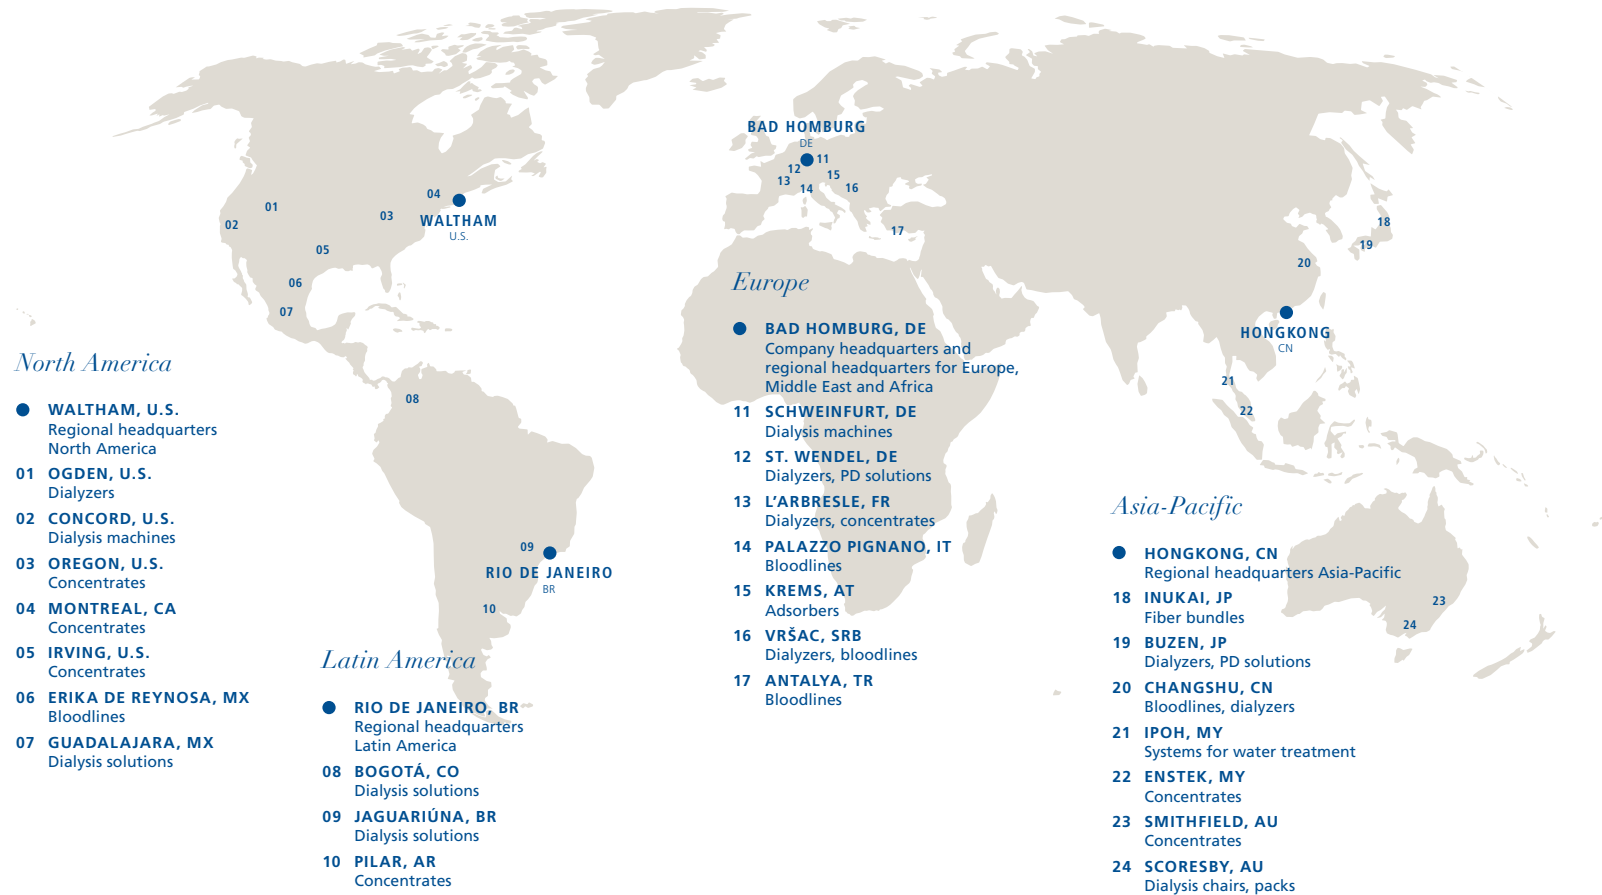 BAD HOMBURG
DE
11
12
13
14
15
16
17
01
02
03
04
WALTHAM
U.S.
05
06
07
18
19
20
HONGKONG
CN
21
22
08
09
RIO DE JANEIRO
BR
10
23
24
North America
WALTHAM, U.S.
Regional headquarters
North America
01 OGDEN, U.S.
Dialyzers
02 CONCORD, U.S.
Dialysis machines
03 OREGON, U.S.
Concentrates
04 MONTREAL, CA
Concentrates
05 IRVING, U.S.
Concentrates
06 ERIKA DE REYNOSA, MX
Bloodlines
07 GUADALAJARA, MX
Dialysis solutions
Latin America
RIO DE JANEIRO, BR
Regional headquarters
Latin America
08 BOGOTÁ, CO
Dialysis solutions
09 JAGUARIÚNA, BR
Dialysis solutions
10 PILAR, AR
Concentrates
Europe
BAD HOMBURG, DE
Company headquarters and
regional headquarters for Europe,
Middle East and Africa
11 SCHWEINFURT, DE
Dialysis machines
12 ST. WENDEL, DE
Dialyzers, PD solutions
13 L’ARBRESLE, FR
Dialyzers, concentrates
14 PALAZZO PIGNANO, IT
Bloodlines
15 KREMS, AT
Adsorbers
16 VRŠAC, SRB
Dialyzers, bloodlines
17 ANTALYA, TR
Bloodlines
Asia-Pacific
HONGKONG, CN
Regional headquarters Asia-Pacific
18 INUKAI, JP
Fiber bundles
19 BUZEN, JP
Dialyzers, PD solutions
20 CHANGSHU, CN
Bloodlines, dialyzers
21 IPOH, MY
Systems for water treatment
22 ENSTEK, MY
Concentrates
23 SMITHFIELD, AU
Concentrates
24 SCORESBY, AU
Dialysis chairs, packs